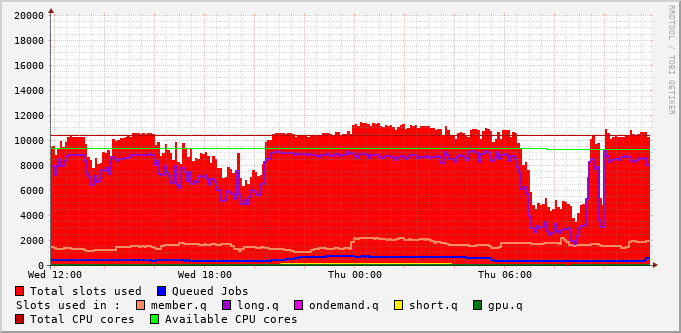 20000
18000
16000
14000
12000
10000
8000
6000
4000
2000
0
Wed 12:00 Wed 18:00 Thu 00:00 Thu 06:00
Total slots used Queued Jobs
Slots used in : member.q long.q ondemand.q short.q gpu.q
Total CPU cores Available CPU cores
RRDTOOL / TOBI OETIKER